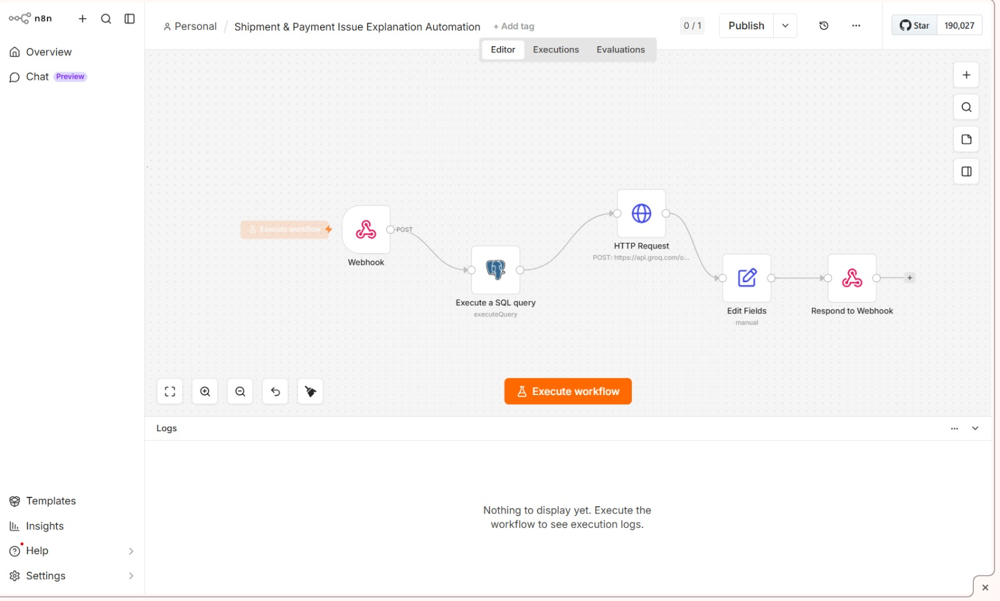 n8n
Overview
Chat Preview
Templates
Insights
Help
Settings
Personal / Shipment & Payment Issue Explanation Automation + Add tag
0 / 1
Publish
Star 190,027
Editor Executions Evaluations
Execute workflow
POST
Webhook
Execute a SQL query
executeQuery
HTTP Request
POST: https://api.groq.com/o...
Edit Fields
manual
Respond to Webhook
Execute workflow
Logs
Nothing to display yet. Execute the
workflow to see execution logs.